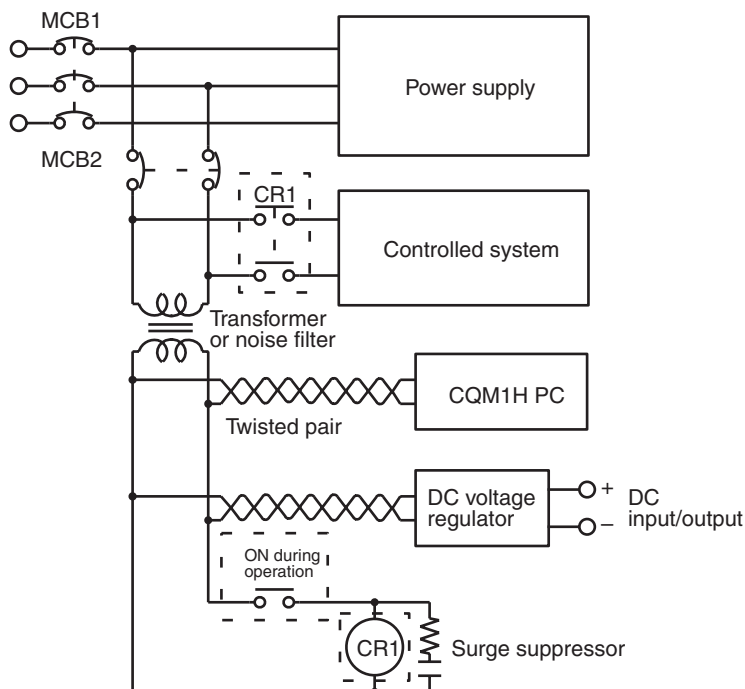 MCB1
Power supply
MCB2
CR1
Controlled system
Transformer
or noise filter
CQM1H PC
Twisted pair
DC voltage
regulator
+
–
DC
input/output
ON during
operation
CR1
Surge suppressor